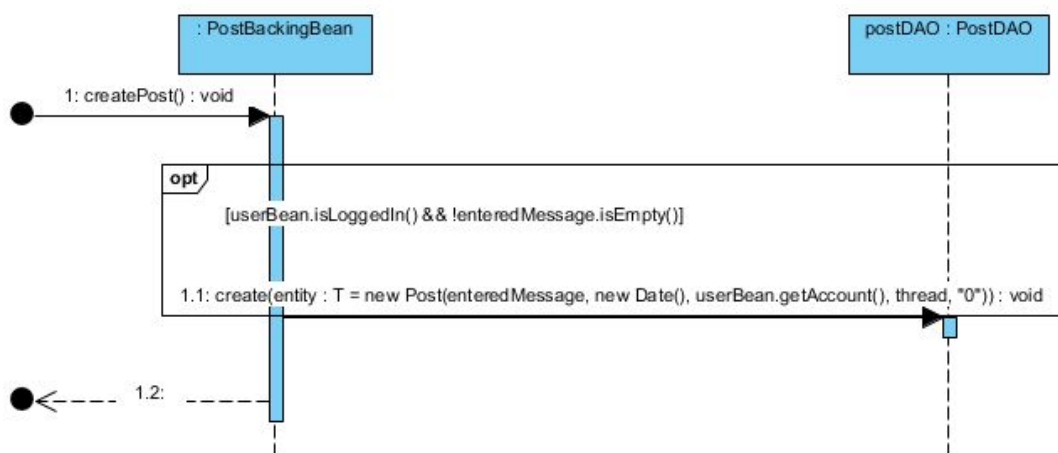 : PostBackingBean
postDAO : PostDAO
1: createPost() : void
opt
[userBean.isLoggedIn() && !enteredMessage.isEmpty()]
1.1: create(entity : T = new Post(enteredMessage, new Date(), userBean.getAccount(), thread, "0")) : void
1.2: